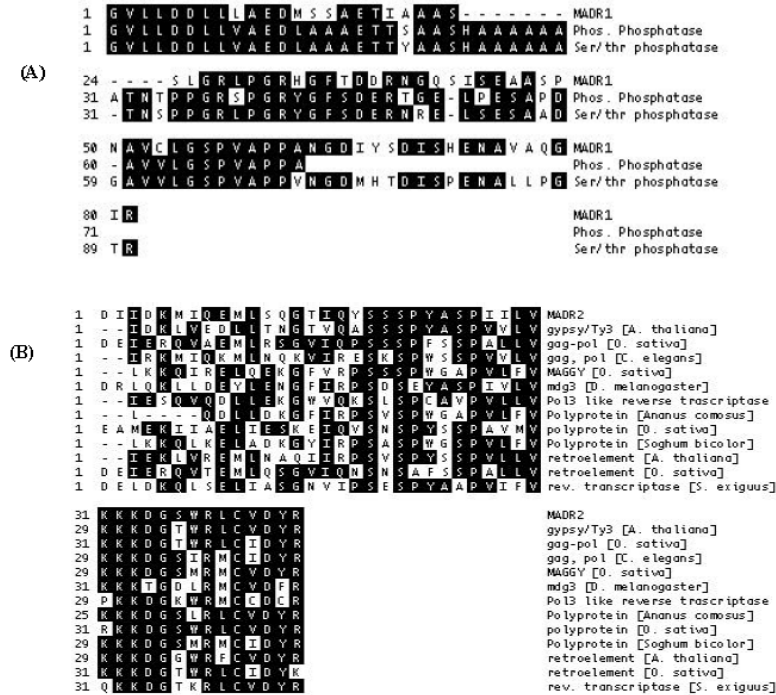 1 GVLLDDLLLAEDMSSAETIAAAS------- MADR1
1 GVLLDDLLVAEDLAAAETTSAASHAAAAAA Phos. Phosphatase
1 GVLLDDLLVAEDLAAAETTYAASHAAAAAA Ser/thr phosphatase
(A)
24 ----SLGRLPGRHGFTDDRNGQSISEAASP MADR1
31 ATNTPPGRSPGRYGFSDERTGE-LPESAPD Phos. Phosphatase
31 -TNSPPGRLPGRYGFSDERNRE-LSESAAD Ser/thr phosphatase
50 NAVCLGSPVAPPANGDIYSDISHENAVAQG MADR1
60 -AVVLGSPVAPPA Phos. Phosphatase
59 GAVVLGSPVAPPVNGDMHTDISPENALLPG Ser/thr phosphatase
80 IR MADR1
71 Phos. Phosphatase
89 TR Ser/thr phosphatase
(B)
1 DIIDKMIQEMLSQGTIQYSSSPYASPIILV MADR2
1 --IDKLVEDLLTNGTVQASSSPYASPVVLV gypsy/Ty3 [A. thaliana]
1 DEIERQVAEMLRSGVIQPSSSPFSSPALLV gag-pol [O. sativa]
1 --IRKMIQKMLNQKVIRESKSPWSSPVVLV gag, pol [C. elegans]
1 --LKKQIRELQEKGFVRPSSSPWGAPVLFV MAGGY [O. sativa]
1 DRLQKLLDEYLENGFIRPSDSEYASPIVLV mdg3 [D. melanogaster]
1 --IESQVQDLLEKGWVQKSLSPCAVPVLLV Pol3 like reverse trascriptase
1 --L----QDLLDKGFIRPSVSPWGAPVLFV Polyprotein [Ananus comosus]
1 EAMEKIIAELIESKEIQVSNSPYSSPAVMV polyprotein [O. sativa]
1 --LKKQLKELADKGYIRPSASPWGSPVLFV Polyprotein [Soghum bicolor]
1 --IEKLVREMLNAQIIRPSVSPYSSPVLLV retroelement [A. thaliana]
1 DEIERQVTEMLQSGVIQNSNSAFSSPALLV retroelement [O. sativa]
1 DELDKQLSELIASGNVIPSESPYAAPVIFV rev. transcriptase [S. exiguus]
31 KKKDGSWRLCVDYR MADR2
29 KKKDGTWRLCVDYR gypsy/Ty3 [A. thaliana]
31 KKKDGTWRLCIDYR gag-pol [O. sativa]
29 KKKDGSIRMCIDYR gag, pol [C. elegans]
29 KKKDGSMRMCVDYR MAGGY [O. sativa]
31 KKKTGDLRMCVDFR mdg3 [D. melanogaster]
29 PKKDGKWRMCCDCR Pol3 like reverse trascriptase
25 KKKDGSLRLCVDYR Polyprotein [Ananus comosus]
31 RKKDGSWRLCVDYR polyprotein [O. sativa]
29 KKKDGSMRMCIDYR Polyprotein [Soghum bicolor]
29 KKKDGGWRFCVDYR retroelement [A. thaliana]
31 KKKDGTWRLCIDYK retroelement [O. sativa]
31 QKKDGTKRLCVDYR rev. transcriptase [S. exiguus]